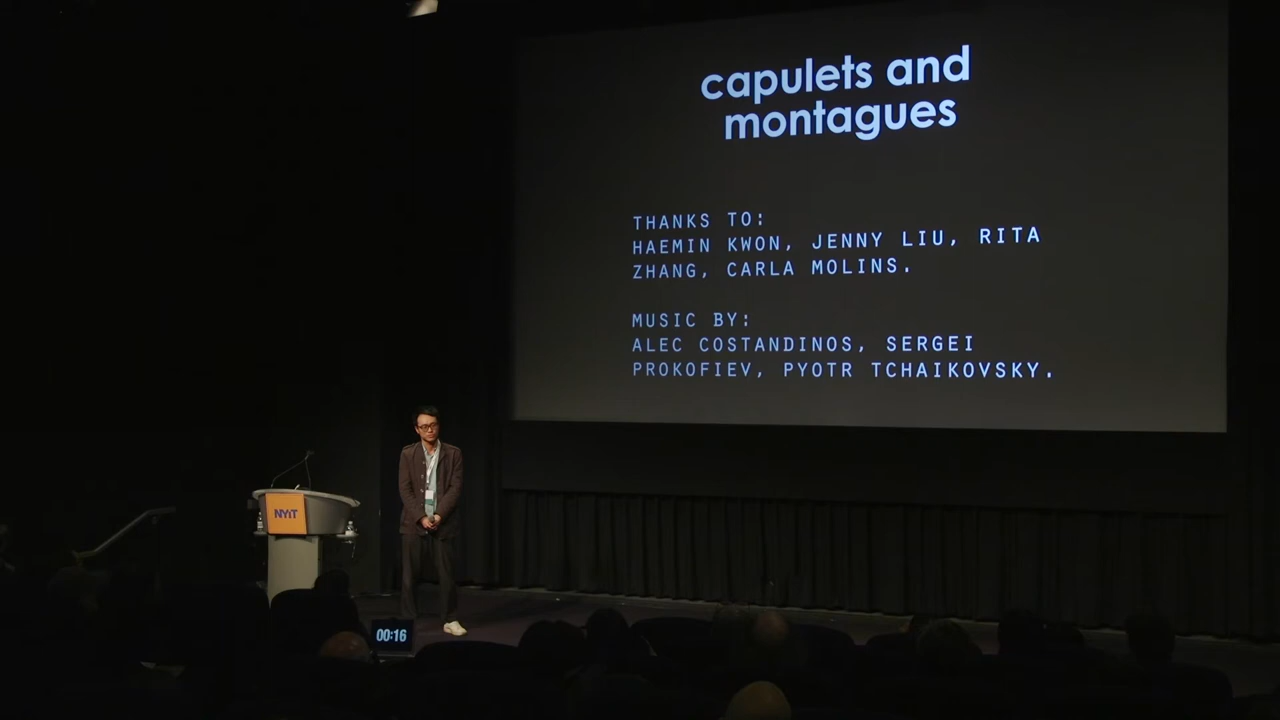 capulets and
montagues
THANKS TO:
HAEMIN KWON, JENNY LIU, RITA
ZHANG, CARLA MOLINS.
MUSIC BY:
ALEC COSTANDINOS, SERGEI
PROKOFIEV, PYOTR TCHAIKOVSKY.
NYiT
00:16